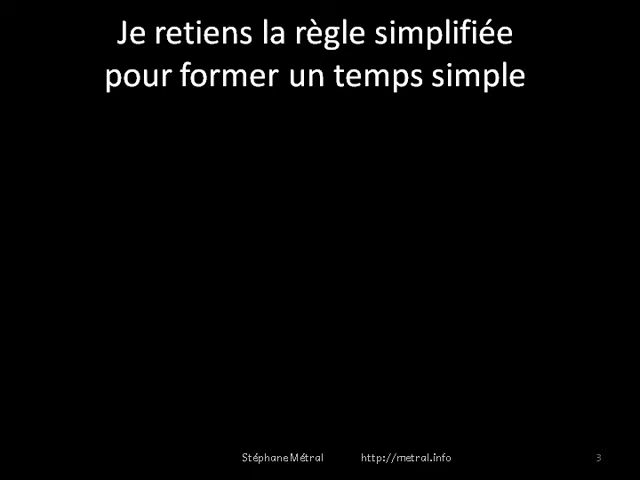 Je retiens la règle simplifiée
pour former un temps simple
Stéphane Métral http://metral.info 3